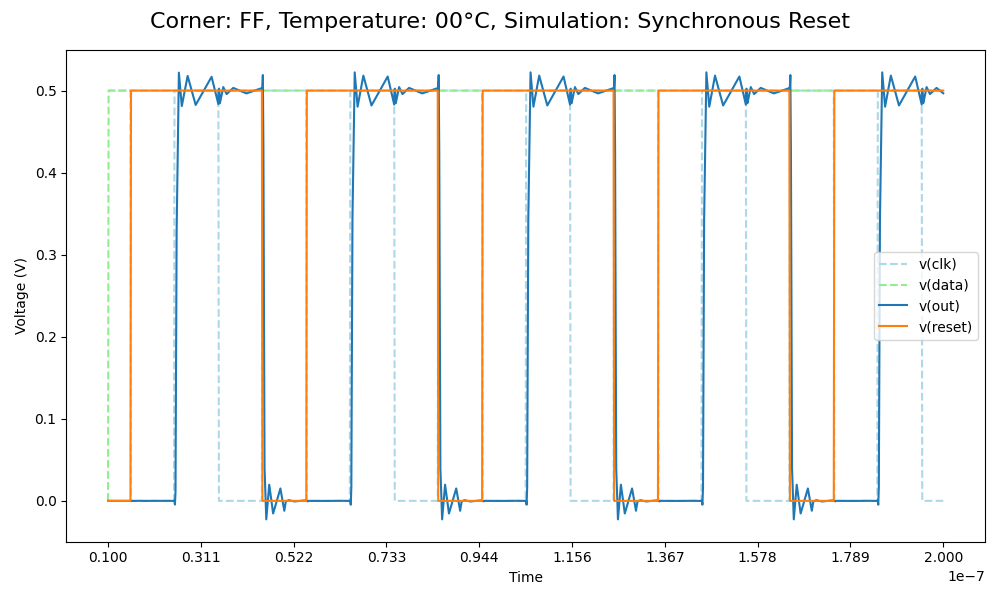 Corner: FF, Temperature: 00°C, Simulation: Synchronous Reset
Voltage (V)
0.5
0.4
0.3
0.2
0.1
0.0
v(clk)
v(data)
v(out)
v(reset)
0.100 0.311 0.522 0.733 0.944 1.156 1.367 1.578 1.789 2.000
Time
1e−7